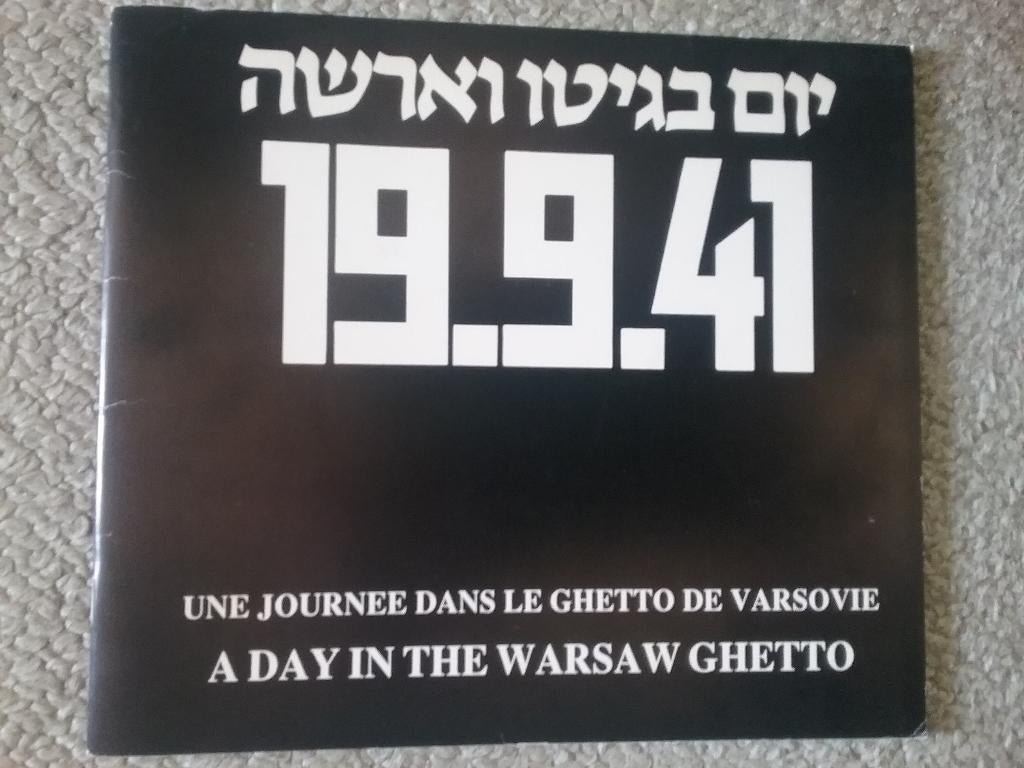 יום בגיטו וארשה
19.9.41
UNE JOURNEE DANS LE GHETTO DE VARSOVIE
A DAY IN THE WARSAW GHETTO